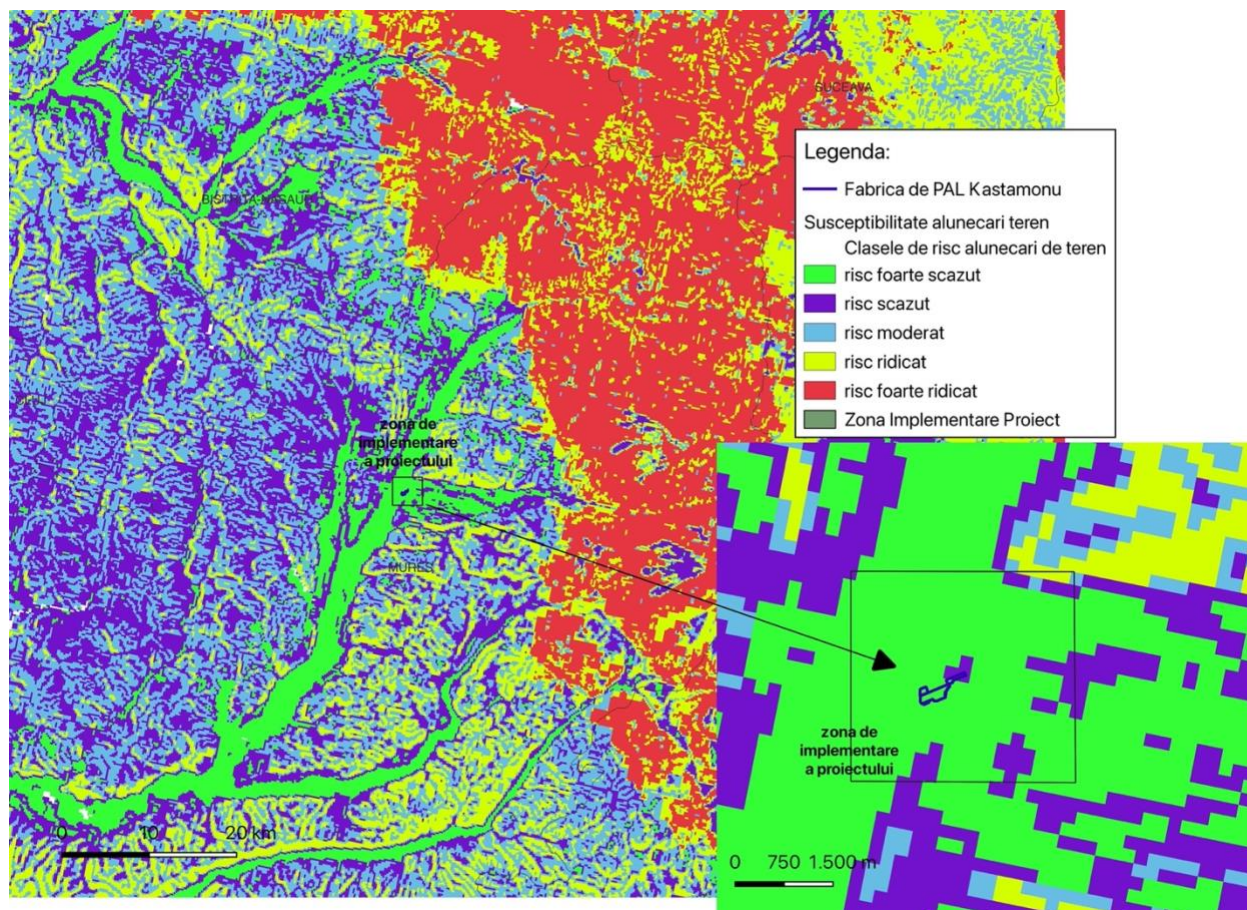 SUCEAVA
Legenda:
Fabrica de PAL Kastamonu
Susceptibilitate alunecari teren
Clasele de risc alunecari de teren
risc foarte scazut
risc scazut
risc moderat
risc ridicat
risc foarte ridicat
Zona Implementare Proiect
zona de
implementare
a proiectului
MURES
zona de
implementare
a proiectului
0 10 20 km
0 750 1.500 m